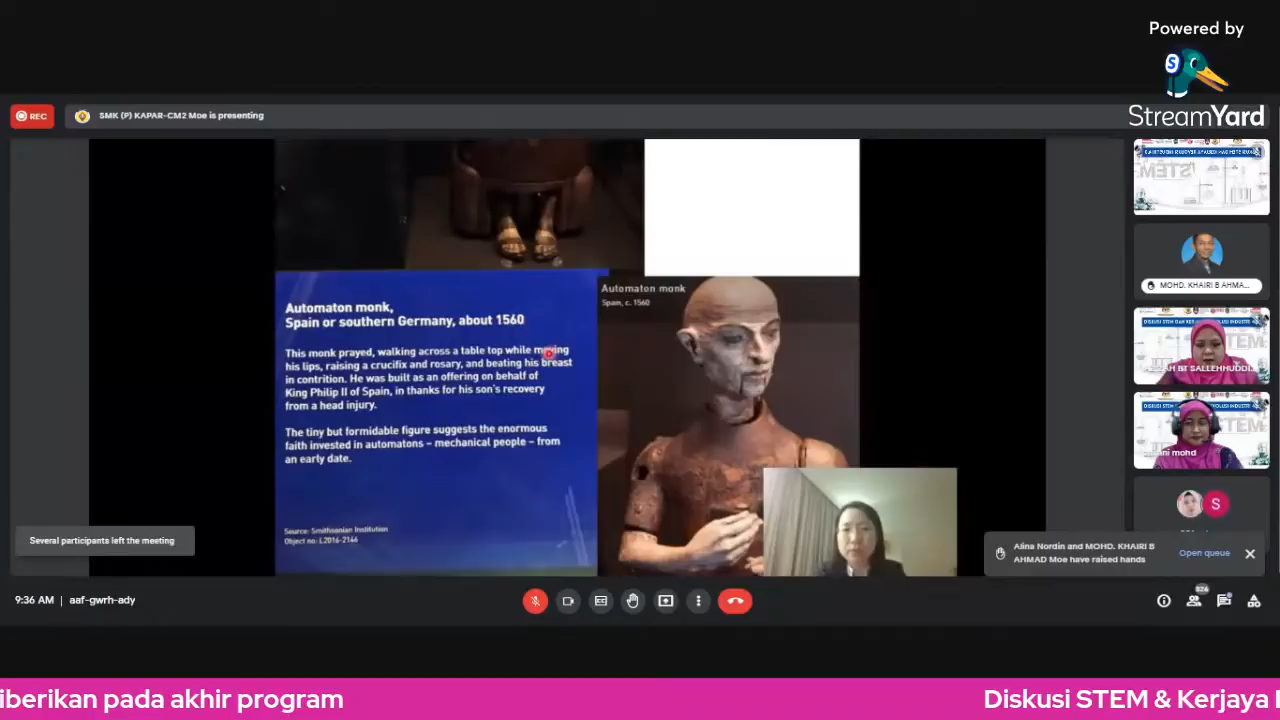 Powered by
StreamYard
REC
SMK (P) KAPAR-CM2 Moe is presenting
Automaton monk,
Spain or southern Germany, about 1560
This monk prayed, walking across a table top while moving
his lips, raising a crucifix and rosary, and beating his breast
in contrition. He was built as an offering on behalf of
King Philip II of Spain, in thanks for his son's recovery
from a head injury.
The tiny but formidable figure suggests the enormous
faith invested in automatons – mechanical people – from
an early date.
Source: Smithsonian Institution
Object no: L2016-2146
Automaton monk
Spain, c. 1560
STEM
MOHD. KHAIRI B AHMA...
BT SALLEHHUDDI...
mohd
S
Several participants left the meeting
Alina Nordin and MOHD. KHAIRI B
AHMAD Moe have raised hands
Open queue
9:36 AM | aaf-gwrh-ady
524
iberikan pada akhir program
Diskusi STEM & Kerjaya